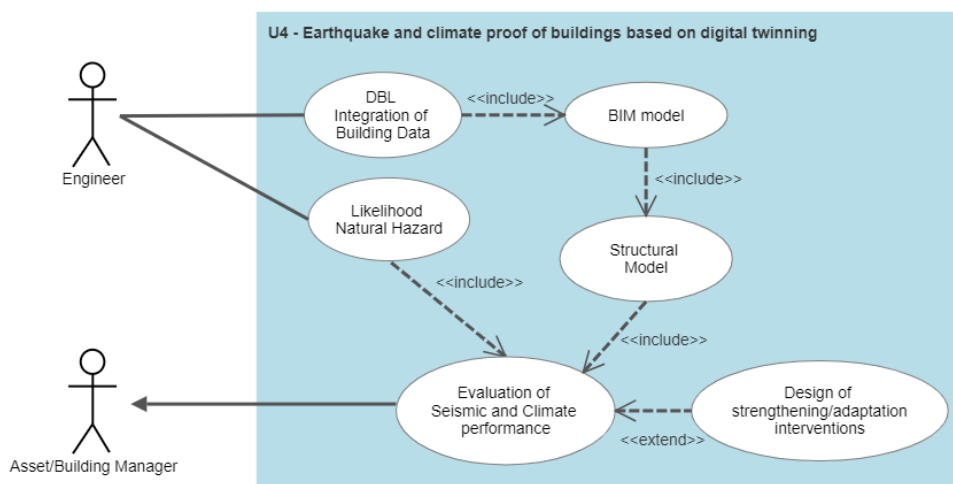 U4 - Earthquake and climate proof of buildings based on digital twinning
DBL
Integration of
Building Data
<<include>>
BIM model
Engineer
<<include>>
Likelihood
Natural Hazard
Structural
Model
<<include>>
<<include>>
Evaluation of
Seismic and Climate
performance
Design of
strengthening/adaptation
interventions
<<extend>>
Asset/Building Manager